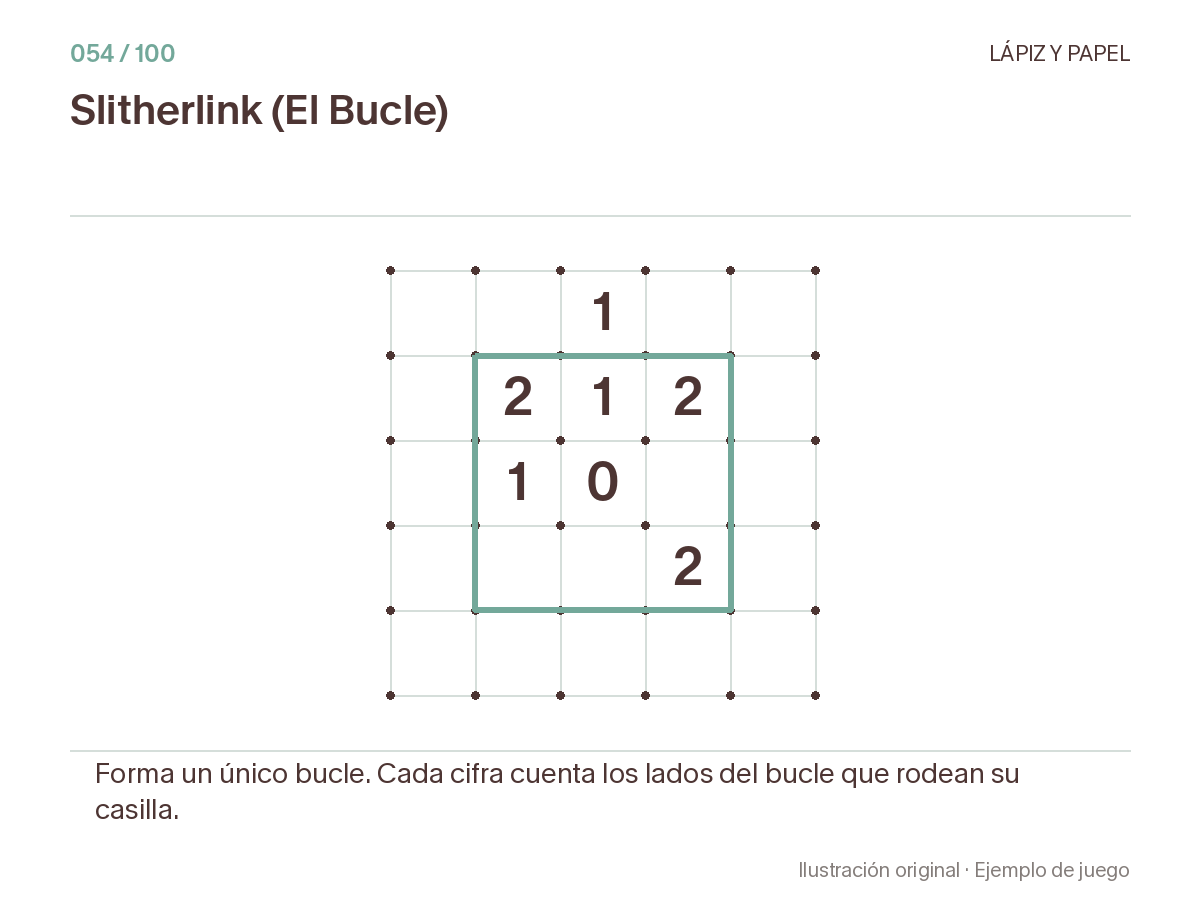 054 / 100
LÁPIZ Y PAPEL
Slitherlink (El Bucle)
1
2 1 2
1 0
2
Forma un único bucle. Cada cifra cuenta los lados del bucle que rodean su
casilla.
Ilustración original · Ejemplo de juego